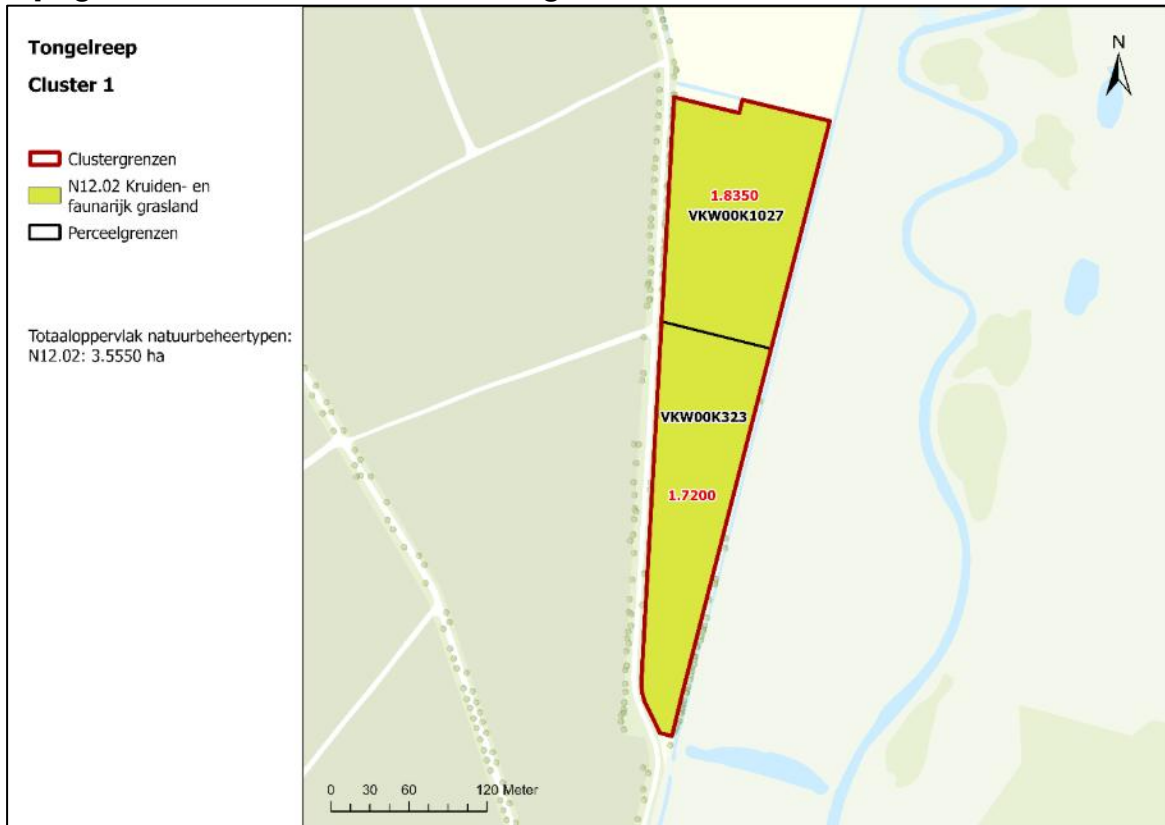 Tongelreep
Cluster 1
Clustergrenzen
N12.02 Kruiden- en
faunarijk grasland
Perceelgrenzen
Totaaloppervlak natuurbeheertypen:
N12.02: 3.5550 ha
N
1.8350
VKW00K1027
VKW00K323
1.7200
0 30 60 120 Meter